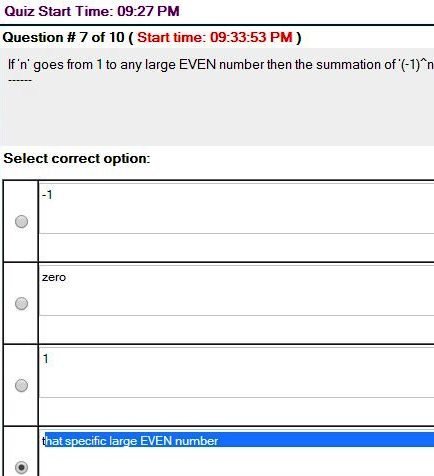 Quiz Start Time: 09:27 PM
Question # 7 of 10 ( Start time: 09:33:53 PM )
If 'n' goes from 1 to any large EVEN number then the summation of '(-1)^n
------
Select correct option:
-1
zero
1
that specific large EVEN number